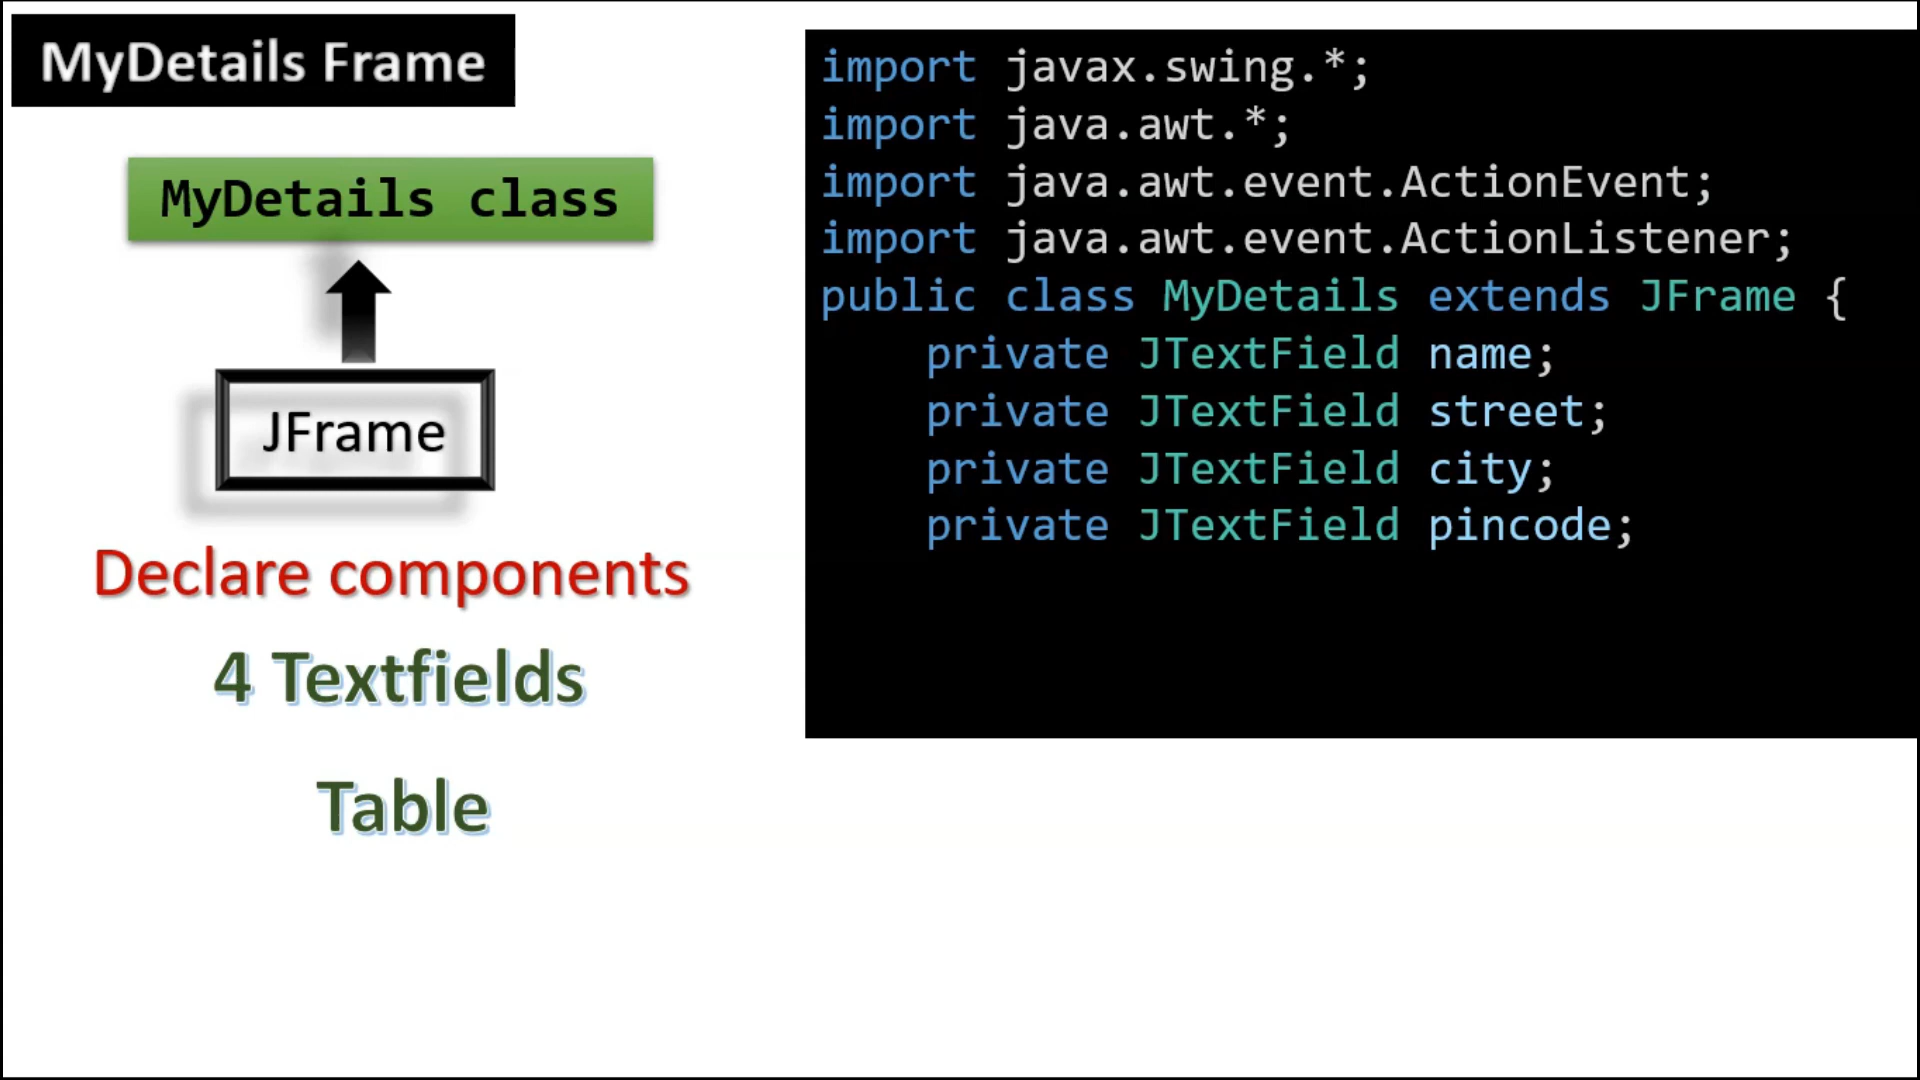 MyDetails Frame
MyDetails class
JFrame
Declare components
4 Textfields
Table
import javax.swing.*;
import java.awt.*;
import java.awt.event.ActionEvent;
import java.awt.event.ActionListener;
public class MyDetails extends JFrame {
    private JTextField name;
    private JTextField street;
    private JTextField city;
    private JTextField pincode;